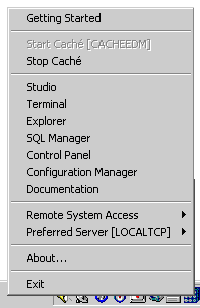 Getting Started
Start Caché [CACHEEDM]
Stop Caché
Studio
Terminal
Explorer
SQL Manager
Control Panel
Configuration Manager
Documentation
Remote System Access
Preferred Server [LOCALTCP]
About...
Exit